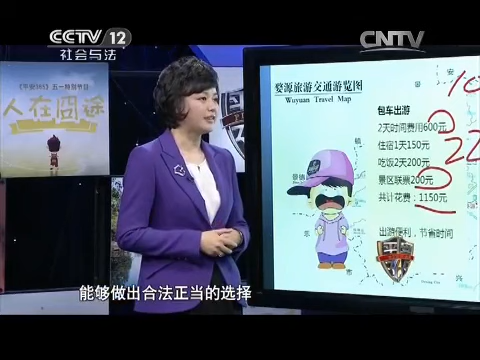 CCTV 12
社会与法
CNTV
《平安365》五一特别节目
人在囧途
婺源旅游交通游览图
Wuyuan Travel Map
包车出游
2天时间费用600元
住宿1天150元
吃饭2天200元
景区联票200元
共计花费：1150元
出游便利，节省时间
安
10
22
景德
镇
市
能够做出合法正当的选择